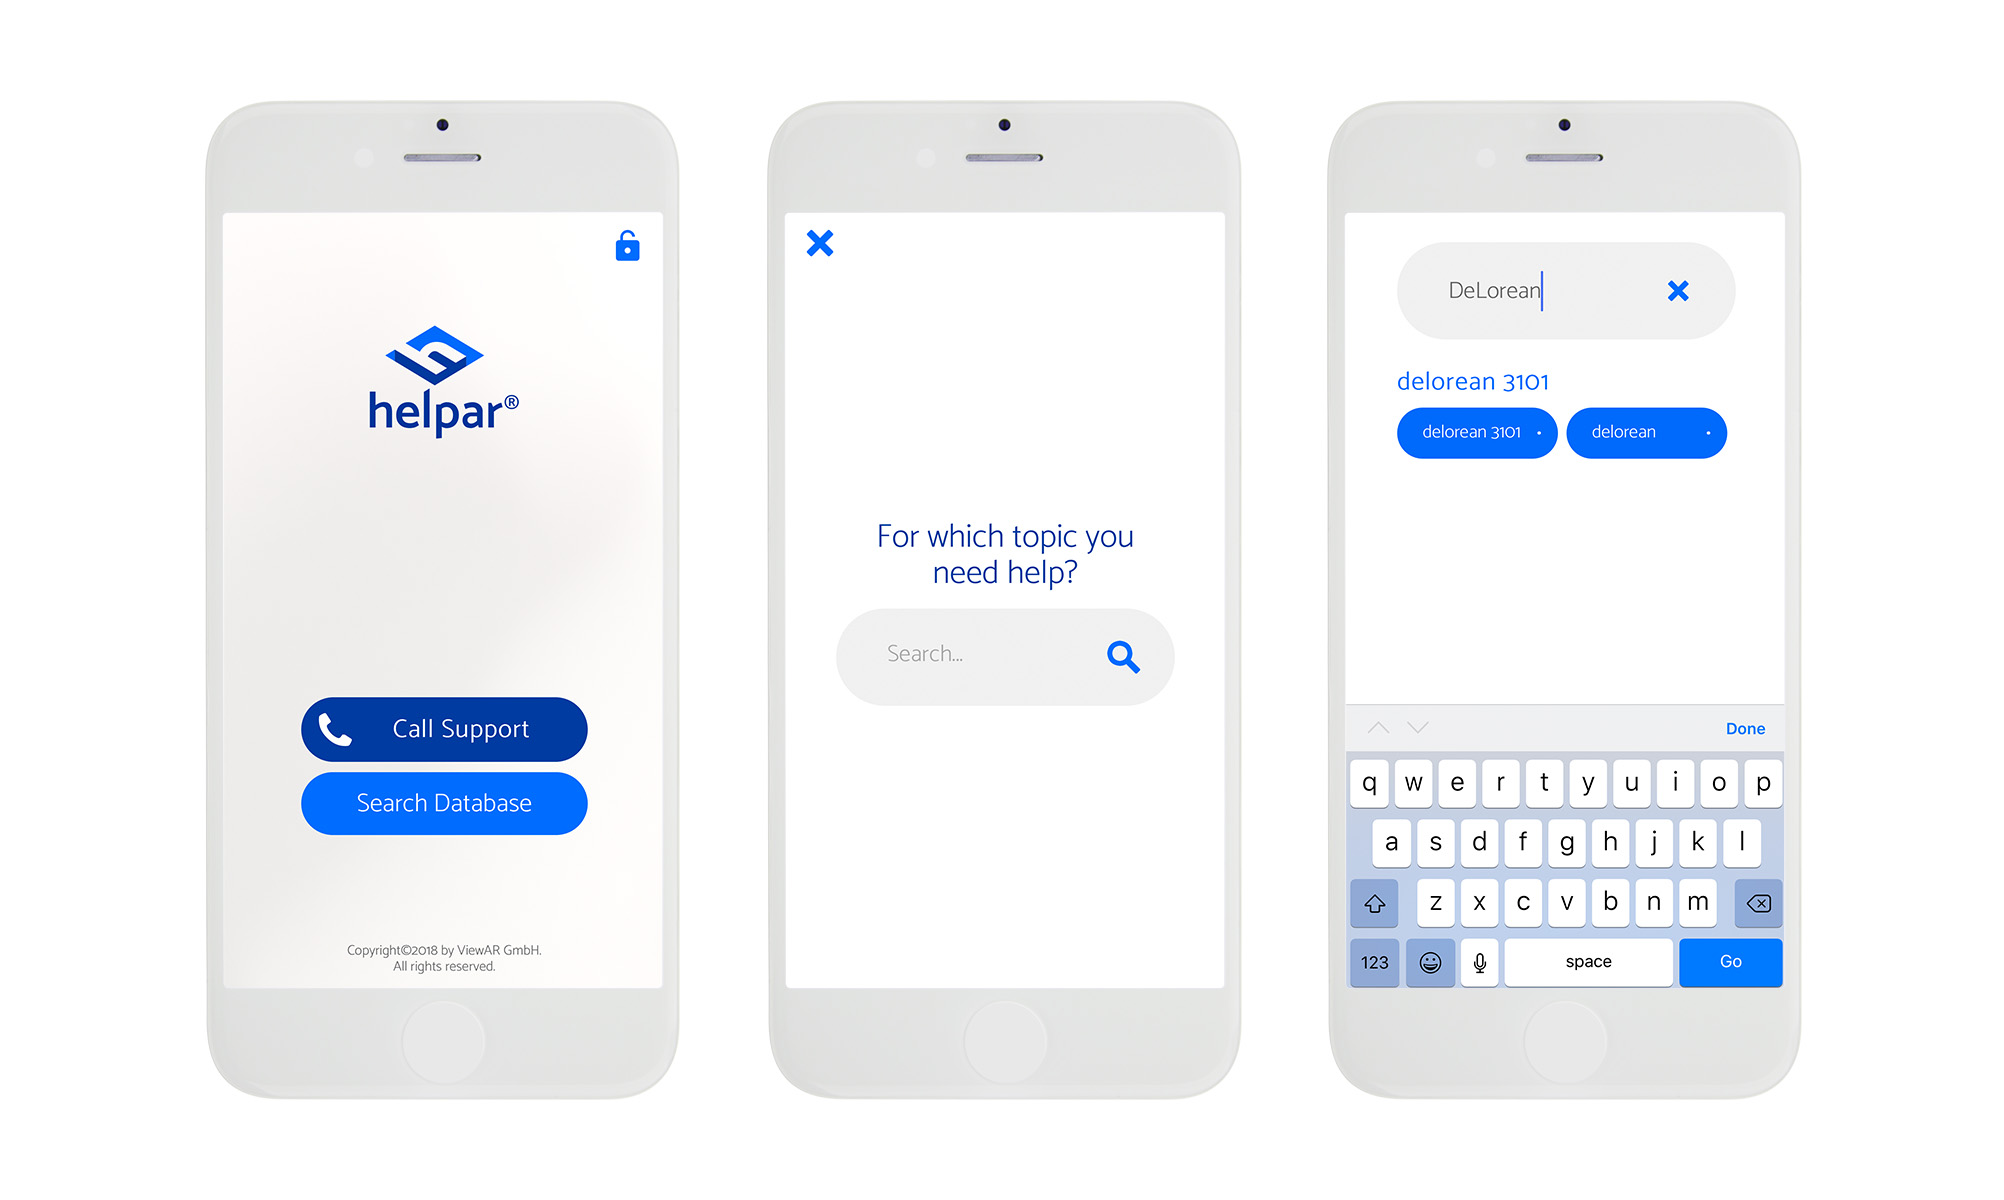 helpar®
Call Support
Search Database
Copyright©2018 by ViewAR GmbH.
All rights reserved.
For which topic you
need help?
Search...
DeLorean
delorean 3101
delorean 3101
delorean
Done
q w e r t y u i o p
a s d f g h j k l
z x c v b n m
123 space Go